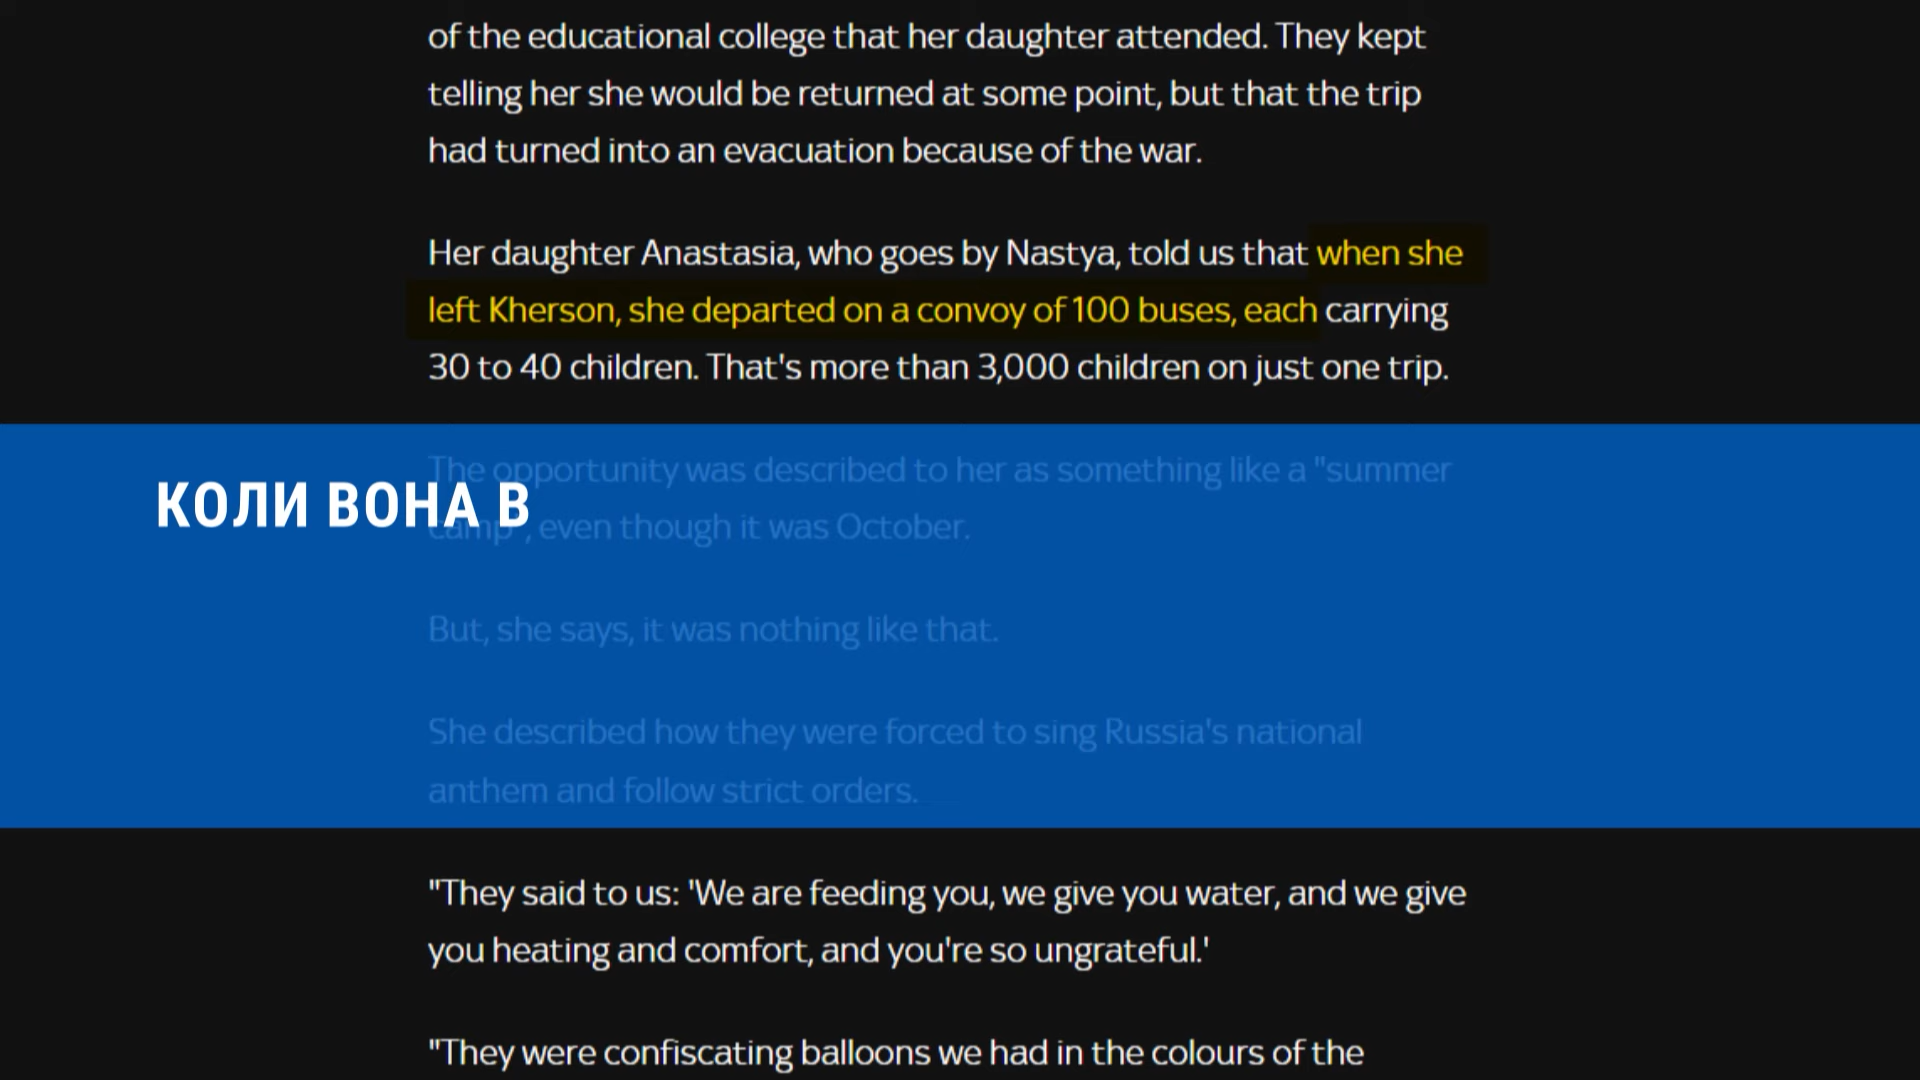 of the educational college that her daughter attended. They kept
telling her she would be returned at some point, but that the trip
had turned into an evacuation because of the war.
Her daughter Anastasia, who goes by Nastya, told us that when she
left Kherson, she departed on a convoy of 100 buses, each carrying
30 to 40 children. That's more than 3,000 children on just one trip.
The opportunity was described to her as something like a "summer
КОЛИ ВОНА В
camp", even though it was October.
But, she says, it was nothing like that.
She described how they were forced to sing Russia's national
anthem and follow strict orders.
"They said to us: 'We are feeding you, we give you water, and we give
you heating and comfort, and you're so ungrateful.'
"They were confiscating balloons we had in the colours of the